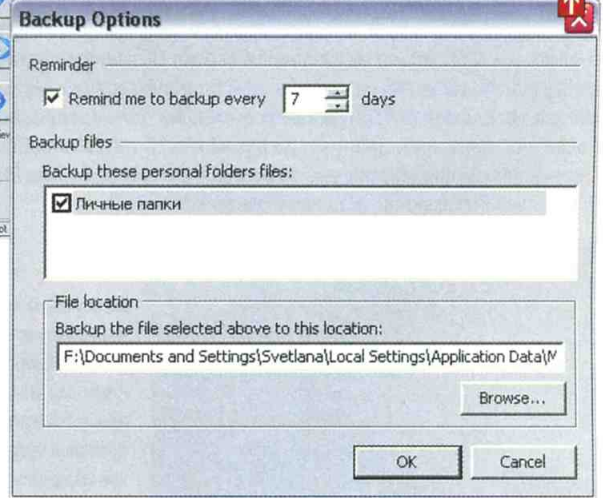 Backup Options
Reminder
Remind me to backup every 7 days
Backup files
Backup these personal folders files:
Личные папки
File location
Backup the file selected above to this location:
F:\Documents and Settings\Svetlana\Local Settings\Application Data\M
Browse...
OK Cancel